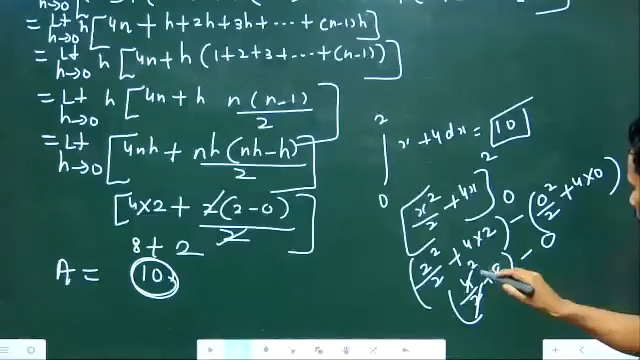 = Lt h→0 h [4n + h + 2h + 3h + ⋯ + (n-1)h]
= Lt h→0 h [4n + h (1+2+3+⋯+(n-1))]
= Lt h→0 h [4n + h n(n-1)/2]
= Lt h→0 [4nh + nh(nh-h)/2]
[4×2 + 2(2-0)/2]
8 + 2
A = 10
∫ 0 2 x + 4 dx = 10
[x²/2 + 4x] 2 0
(2²/2 + 4×2) - (0²/2 + 4×0)
- 0